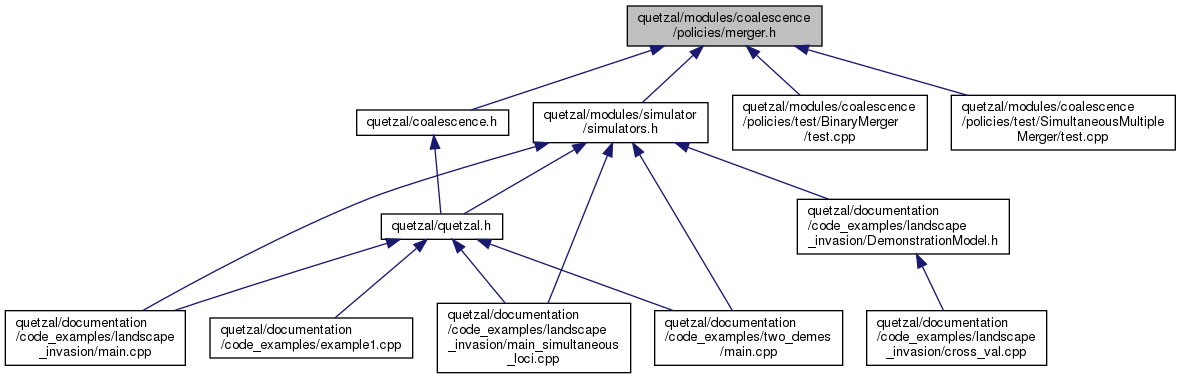 quetzal/modules/coalescence
/policies/merger.h
quetzal/coalescence.h
quetzal/modules/simulator
/simulators.h
quetzal/modules/coalescence
/policies/test/BinaryMerger
/test.cpp
quetzal/modules/coalescence
/policies/test/SimultaneousMultiple
Merger/test.cpp
quetzal/quetzal.h
quetzal/documentation
/code_examples/landscape
_invasion/DemonstrationModel.h
quetzal/documentation
/code_examples/landscape
_invasion/main.cpp
quetzal/documentation
/code_examples/example1.cpp
quetzal/documentation
/code_examples/landscape
_invasion/main_simultaneous
_loci.cpp
quetzal/documentation
/code_examples/two_demes
/main.cpp
quetzal/documentation
/code_examples/landscape
_invasion/cross_val.cpp